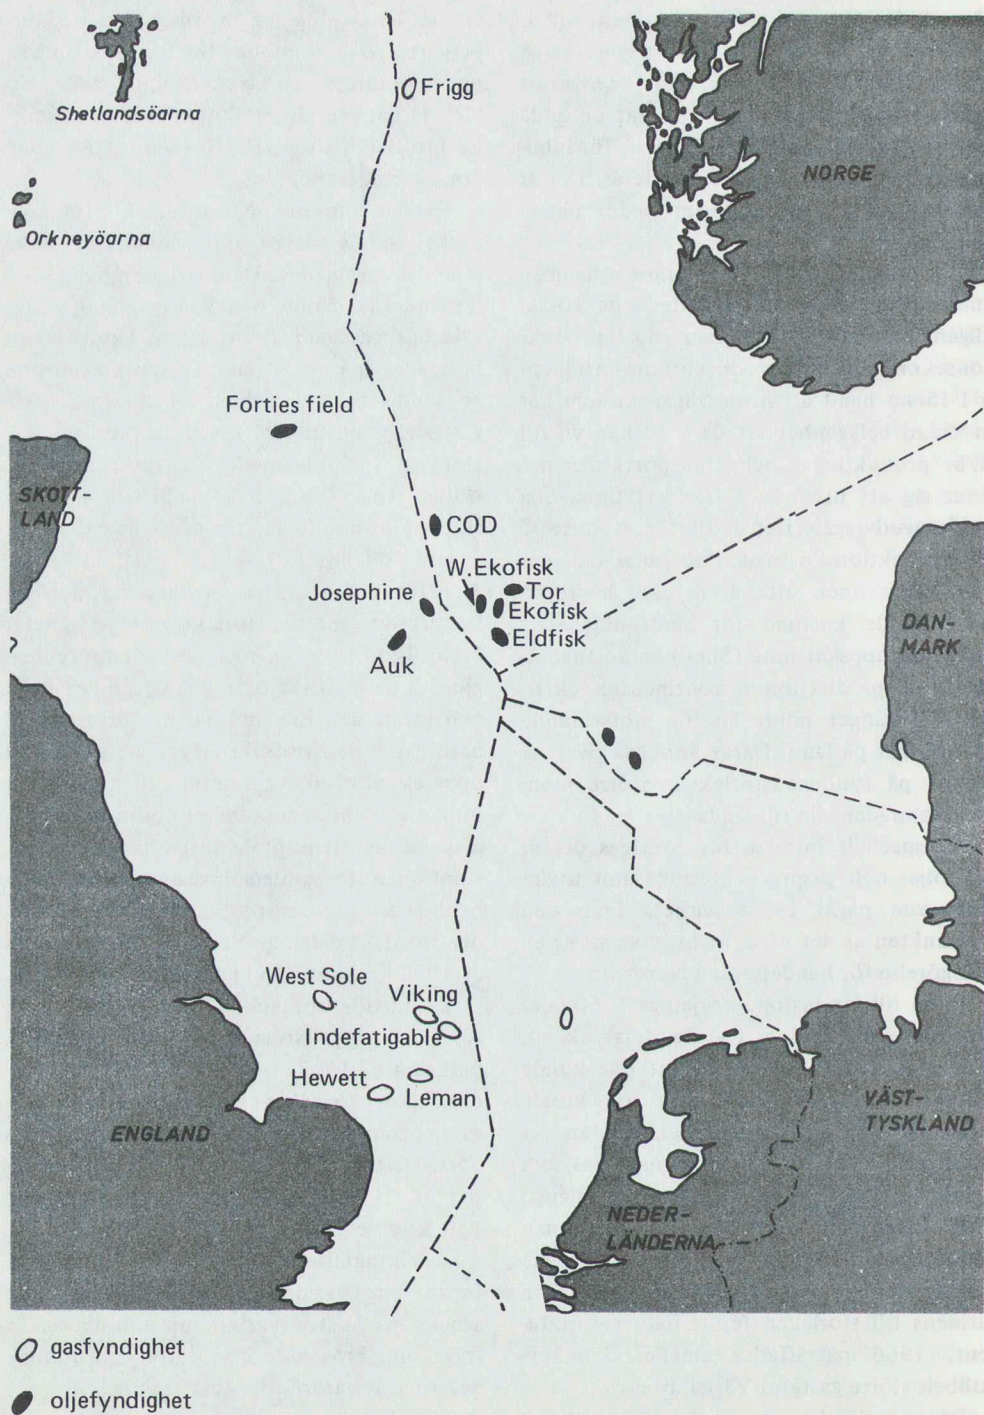 Frigg
Shetlandsöarna
NORGE
Orkneyöarna
Forties field
SKOTT-
LAND
COD
W. Ekofisk
Josephine
Tor
Ekofisk
Eldfisk
Auk
DAN-
MARK
West Sole
Viking
Indefatigable
Hewett
Leman
ENGLAND
VÄST-
TYSKLAND
NEDER-
LÄNDERNA
gasfyndighet
oljefyndighet